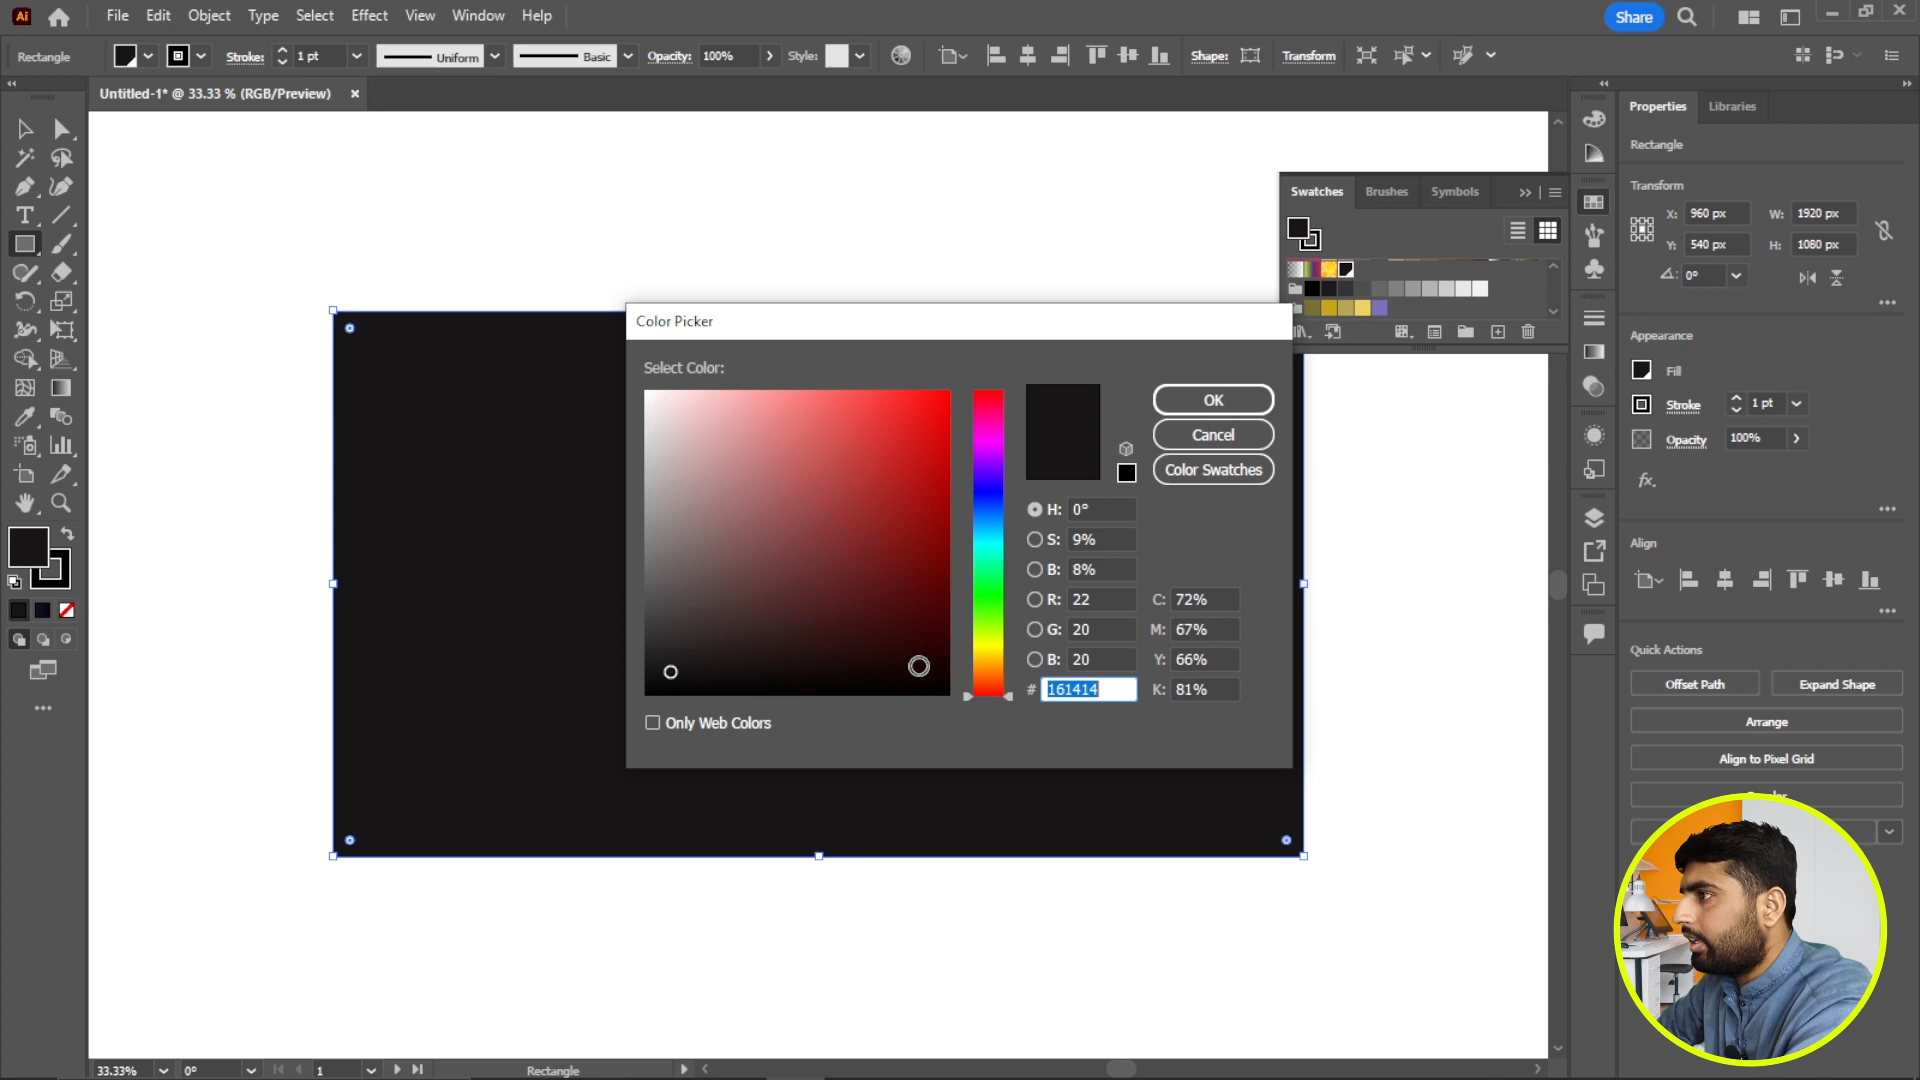 Ai File Edit Object Type Select Effect View Window Help Share
Rectangle Stroke: 1 pt Uniform Basic Opacity: 100% Style: Shape: Transform
Untitled-1* @ 33.33 % (RGB/Preview)
Properties Libraries
Rectangle
Transform
X: 960 px W: 1920 px
Y: 540 px H: 1080 px
0°
Swatches Brushes Symbols
Appearance
Fill
Stroke 1 pt
Opacity 100%
fx
Align
Quick Actions
Offset Path Expand Shape
Arrange
Align to Pixel Grid
Color Picker
Select Color:
OK
Cancel
Color Swatches
H: 0°
S: 9%
B: 8%
R: 22 C: 72%
G: 20 M: 67%
B: 20 Y: 66%
# 161414 K: 81%
Only Web Colors
33.33% 0° 1 Rectangle